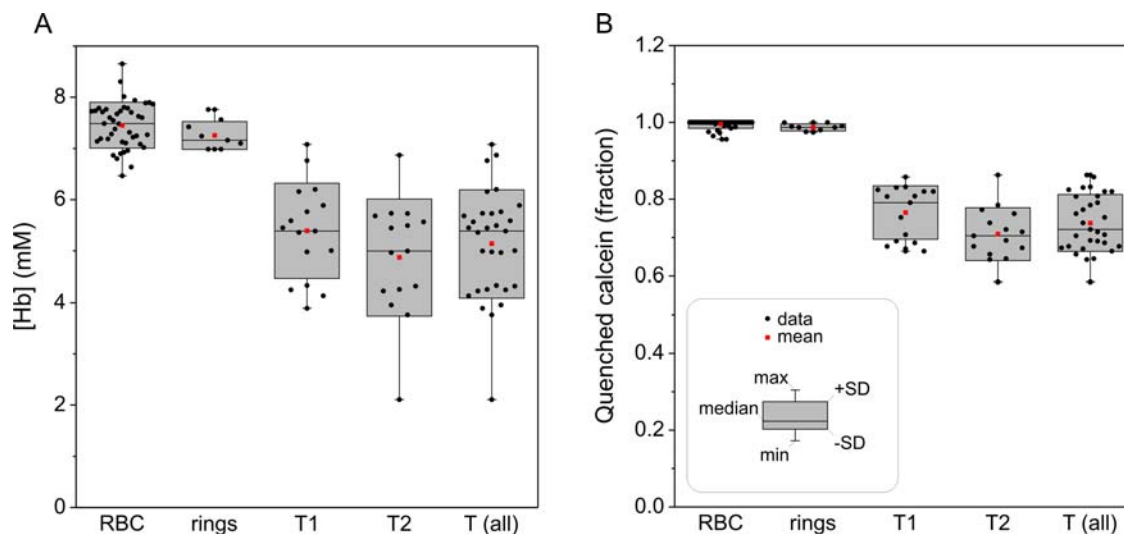 A
[Hb] (mM)
8
6
4
2
0
RBC rings T1 T2 T (all)
B
Quenched calcein (fraction)
1.2
1.0
0.8
0.6
0.4
0.2
0.0
data
mean
max
+SD
median
-SD
min
RBC rings T1 T2 T (all)